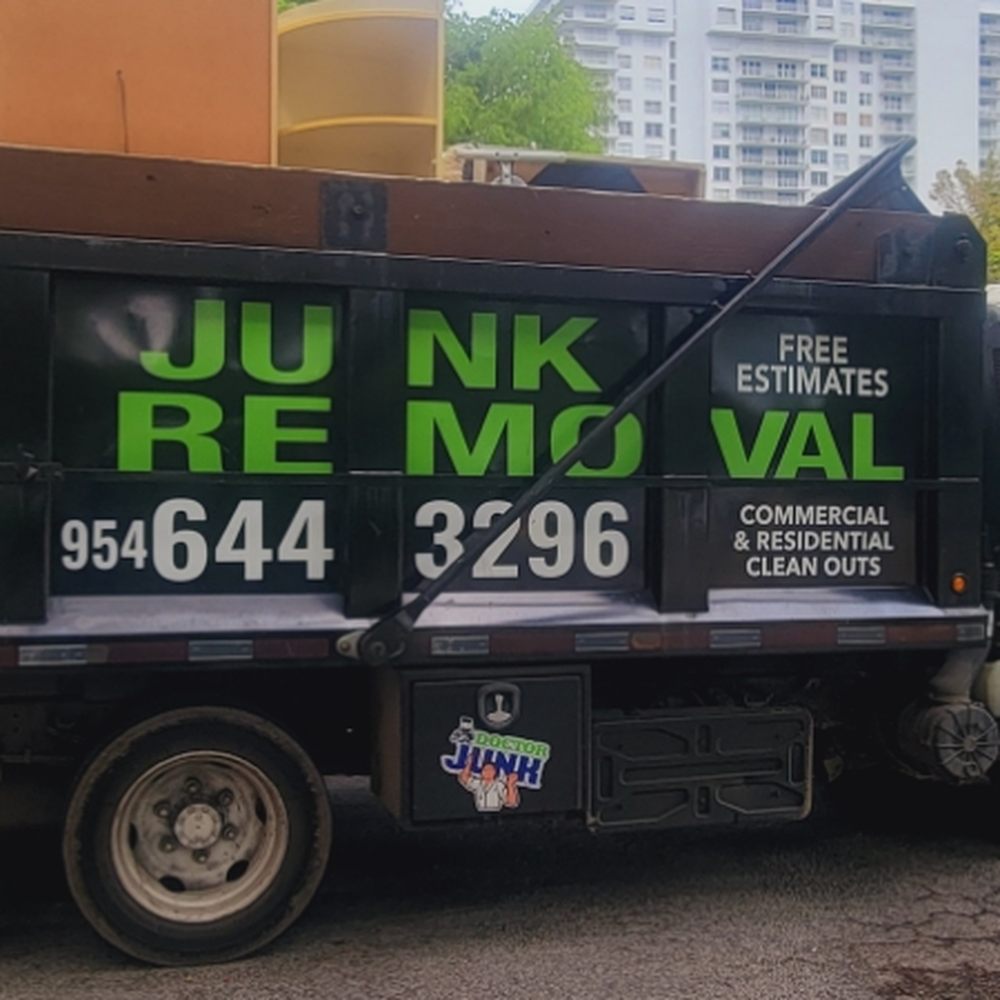 JUNK
REMOVAL
954 644 3296
FREE
ESTIMATES
COMMERCIAL
& RESIDENTIAL
CLEAN OUTS
DOCTOR
JUNK